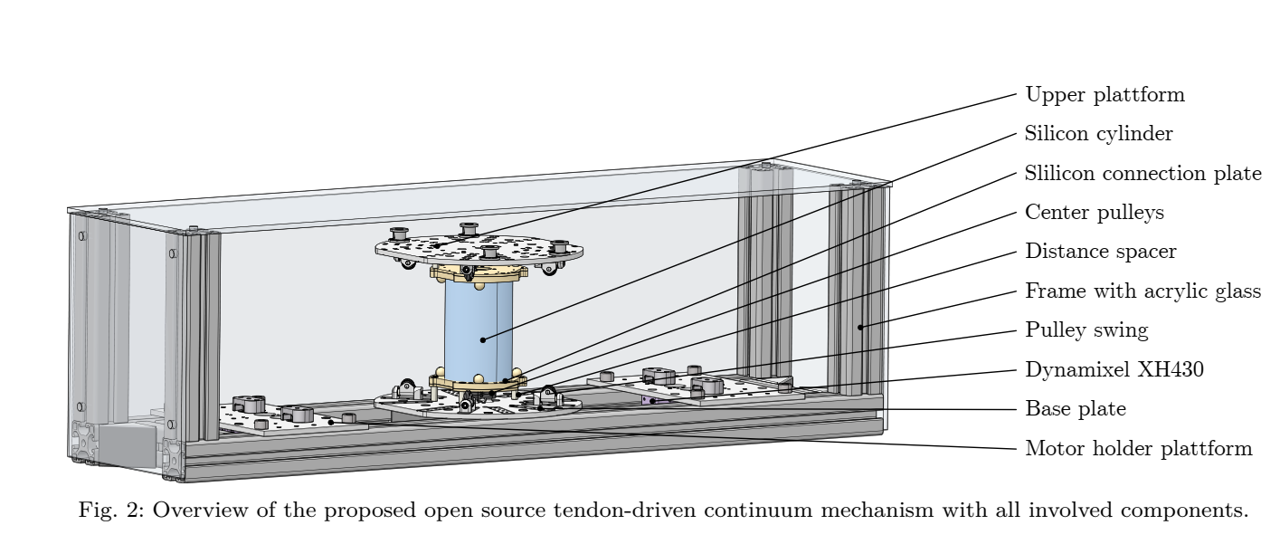 Upper plattform
Silicon cylinder
Slilicon connection plate
Center pulleys
Distance spacer
Frame with acrylic glass
Pulley swing
Dynamixel XH430
Base plate
Motor holder plattform
Fig. 2: Overview of the proposed open source tendon-driven continuum mechanism with all involved components.